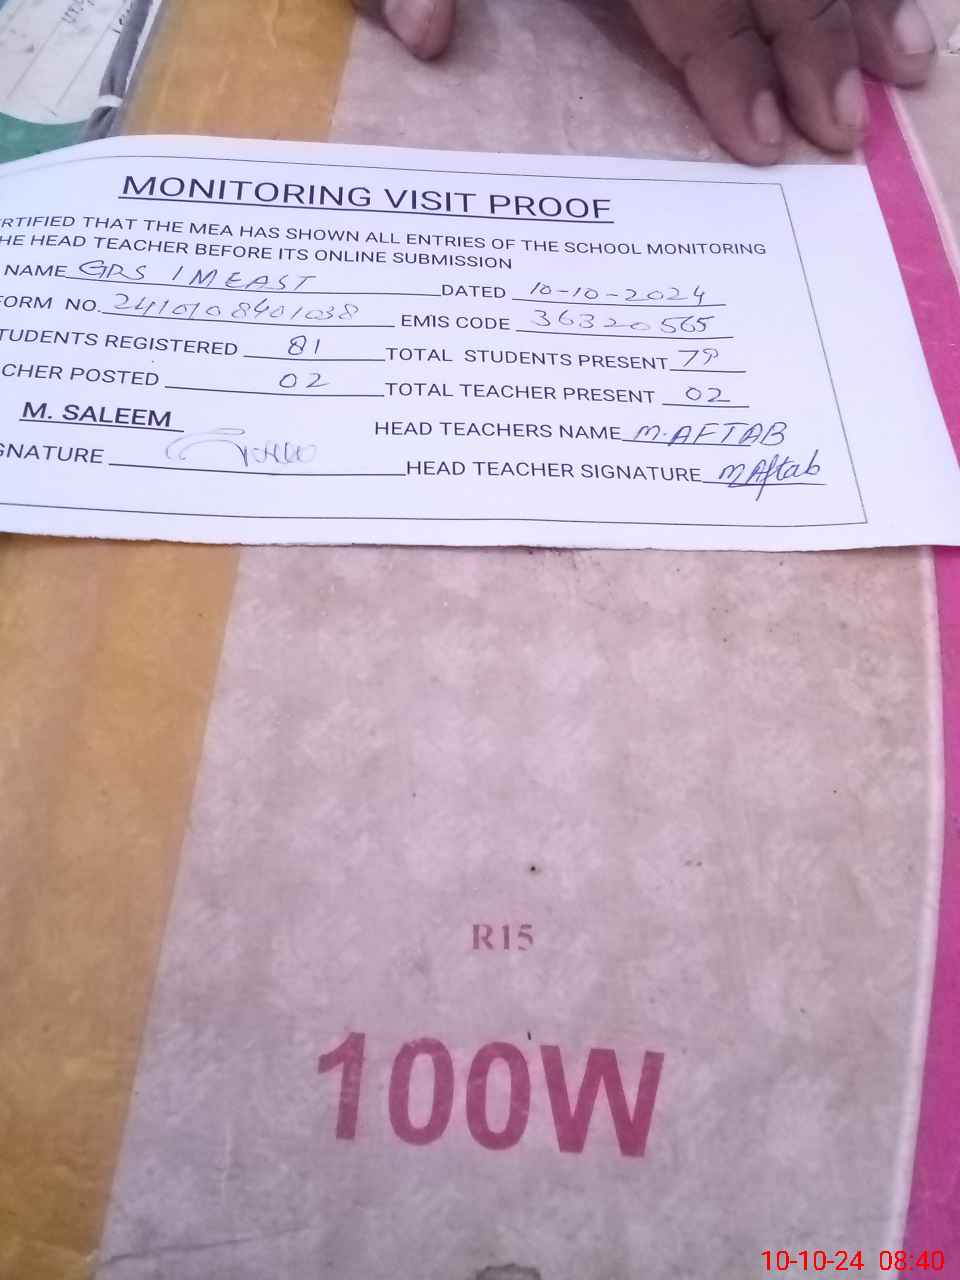 MONITORING VISIT PROOF
RTIFIED THAT THE MEA HAS SHOWN ALL ENTRIES OF THE SCHOOL MONITORING
HE HEAD TEACHER BEFORE ITS ONLINE SUBMISSION
NAME GPS 1 M EAST DATED 10-10-2024
FORM NO. EMIS CODE 36320565
TUDENTS REGISTERED 81 TOTAL STUDENTS PRESENT 79
CHER POSTED 02 TOTAL TEACHER PRESENT 02
M. SALEEM HEAD TEACHERS NAME M.AFTAB
GNATURE HEAD TEACHER SIGNATURE M Aftab
R15
100W
10-10-24 08:40